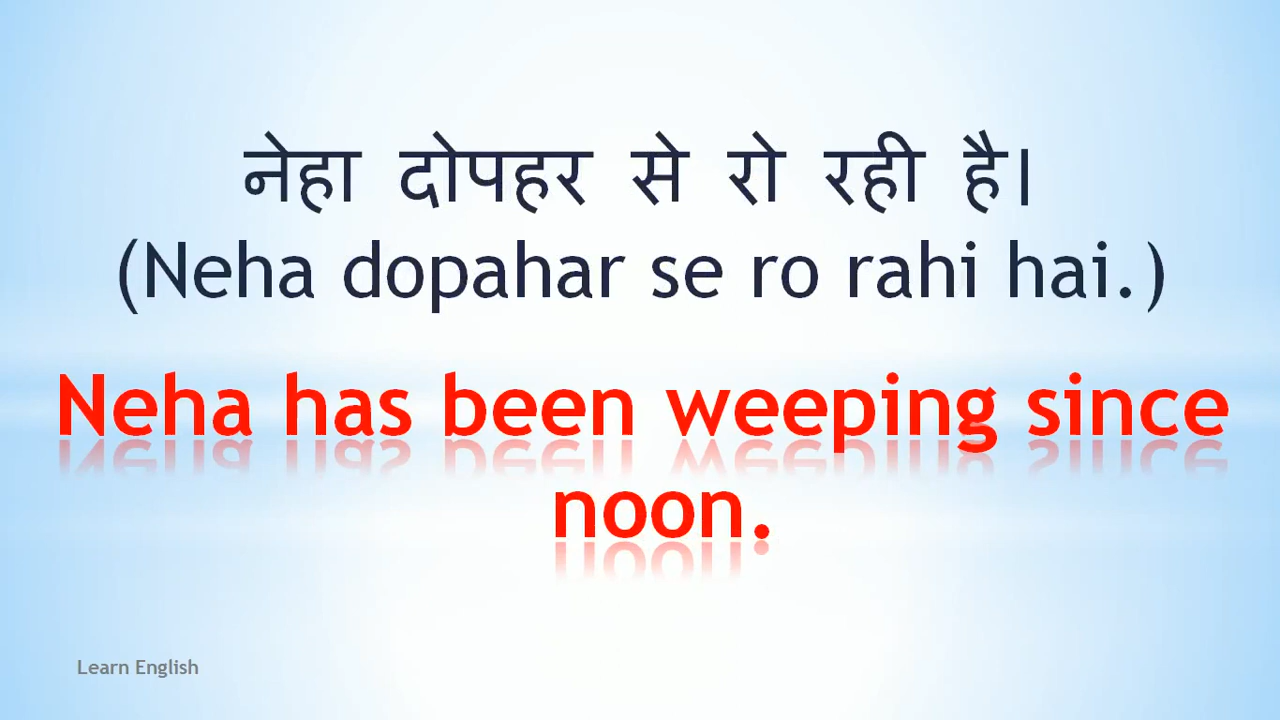 नेहा दोपहर से रो रही है।
(Neha dopahar se ro rahi hai.)
Neha has been weeping since
noon.
Learn English